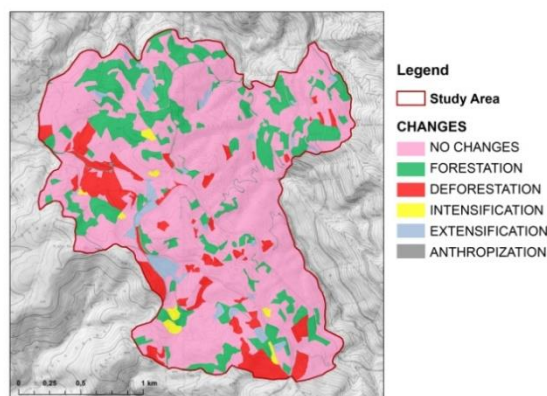 Legend
Study Area
CHANGES
NO CHANGES
FORESTATION
DEFORESTATION
INTENSIFICATION
EXTENSIFICATION
ANTHROPIZATION
0 0,25 0,5 1 km